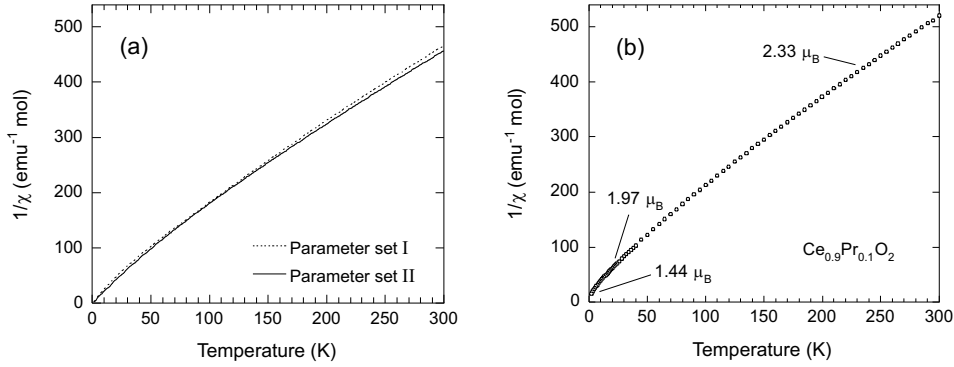 500
400
300
200
100
0
1/χ (emu⁻¹ mol)
(a)
Parameter set I
Parameter set II
0 50 100 150 200 250 300
Temperature (K)
500
400
300
200
100
0
1/χ (emu⁻¹ mol)
(b)
2.33 μB
1.97 μB
1.44 μB
Ce0.9Pr0.1O2
0 50 100 150 200 250 300
Temperature (K)